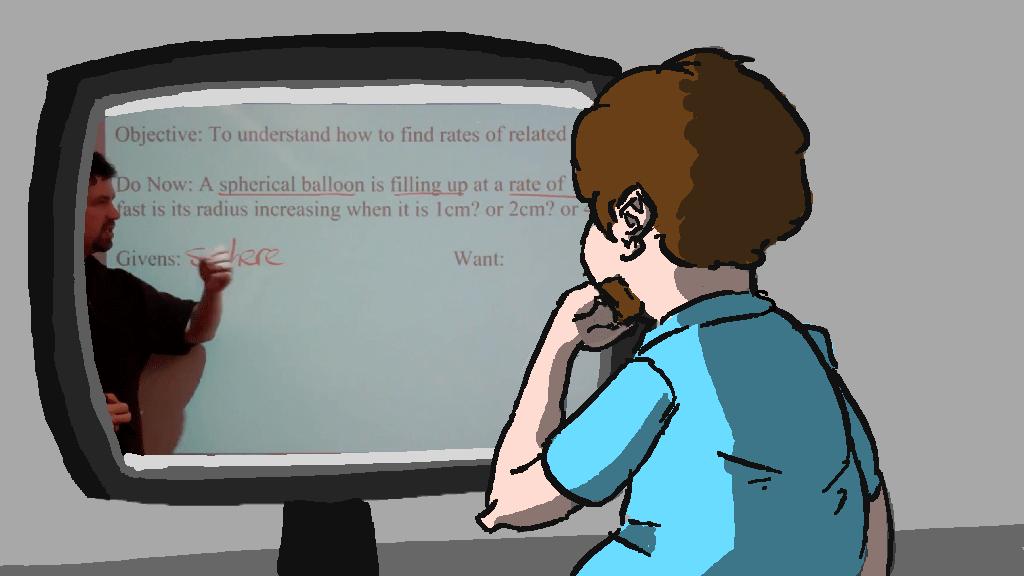 Objective: To understand how to find rates of related
Do Now: A spherical balloon is filling up at a rate of
fast is its radius increasing when it is 1cm? or 2cm? or
Givens: sphere
Want: